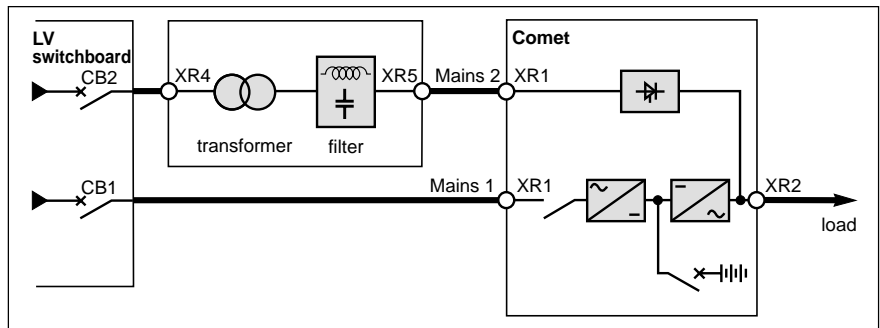 LV
switchboard
CB2
XR4
transformer
filter
XR5
Mains 2
Comet
XR1
CB1
Mains 1
XR1
XR2
load